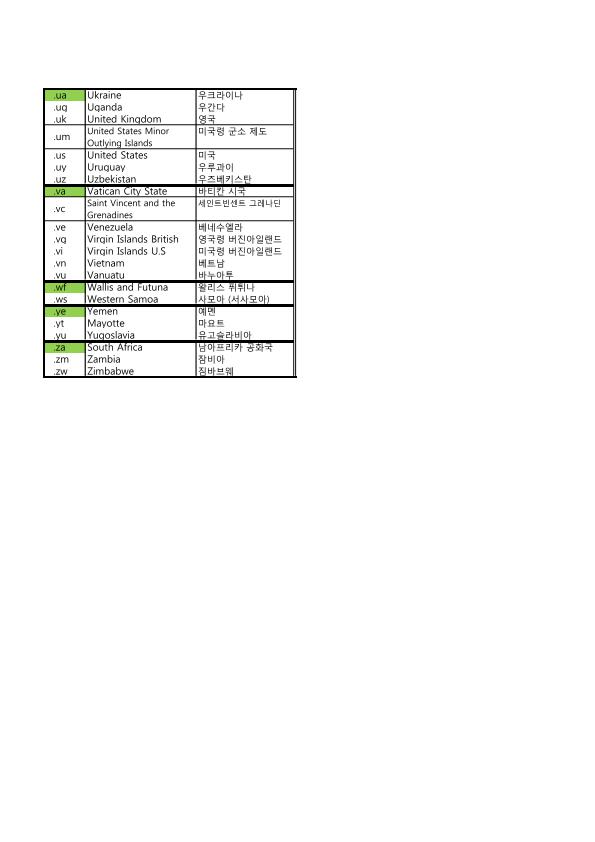 .ua Ukraine 우크라이나
.ug Uganda 우간다
.uk United Kingdom 영국
.um United States Minor 미국령 군소 제도
Outlying Islands
.us United States 미국
.uy Uruguay 우루과이
.uz Uzbekistan 우즈베키스탄
.va Vatican City State 바티칸 시국
.vc Saint Vincent and the 세인트빈센트 그레나딘
Grenadines
.ve Venezuela 베네수엘라
.vg Virgin Islands British 영국령 버진아일랜드
.vi Virgin Islands U.S 미국령 버진아일랜드
.vn Vietnam 베트남
.vu Vanuatu 바누아투
.wf Wallis and Futuna 왈리스 퓌튀나
.ws Western Samoa 사모아 (서사모아)
.ye Yemen 예멘
.yt Mayotte 마요트
.yu Yugoslavia 유고슬라비아
.za South Africa 남아프리카 공화국
.zm Zambia 잠비아
.zw Zimbabwe 짐바브웨